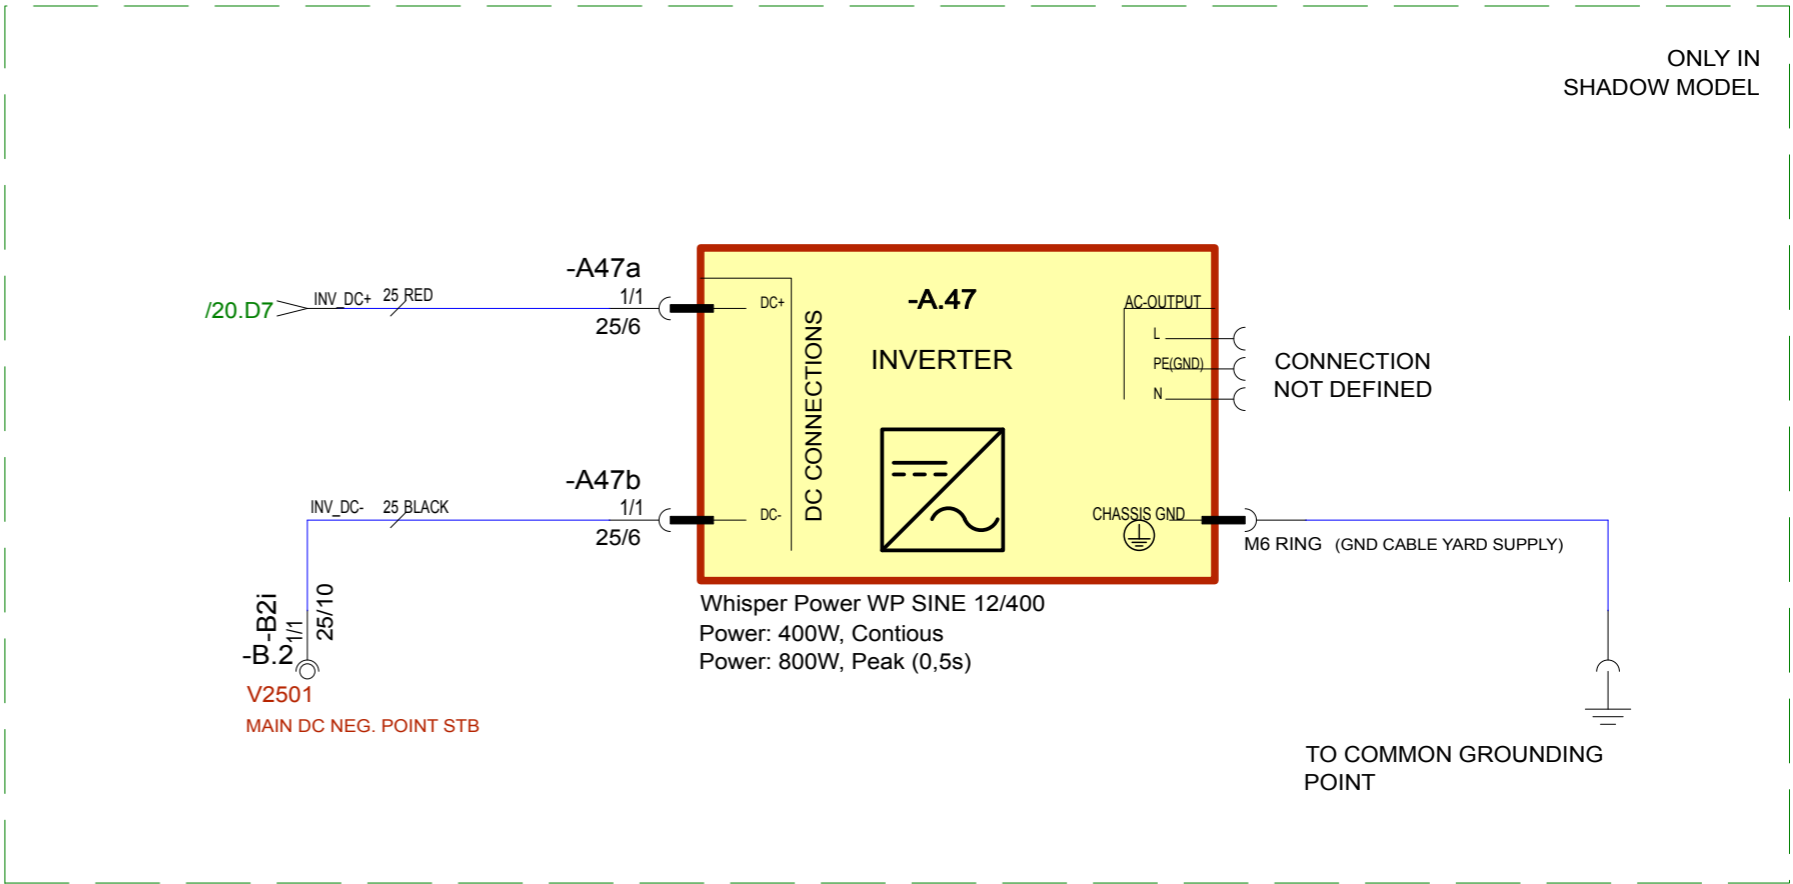 ONLY IN
SHADOW MODEL
-A47a
/20.D7
INV_DC+
25 RED
1/1
25/6
DC+
DC CONNECTIONS
-A.47
INVERTER
AC-OUTPUT
L
PE(GND)
N
CONNECTION
NOT DEFINED
-A47b
INV_DC-
25 BLACK
1/1
25/6
DC-
CHASSIS GND
M6 RING (GND CABLE YARD SUPPLY)
-B2i
1/1
25/10
-B.2
V2501
MAIN DC NEG. POINT STB
Whisper Power WP SINE 12/400
Power: 400W, Contious
Power: 800W, Peak (0,5s)
TO COMMON GROUNDING
POINT